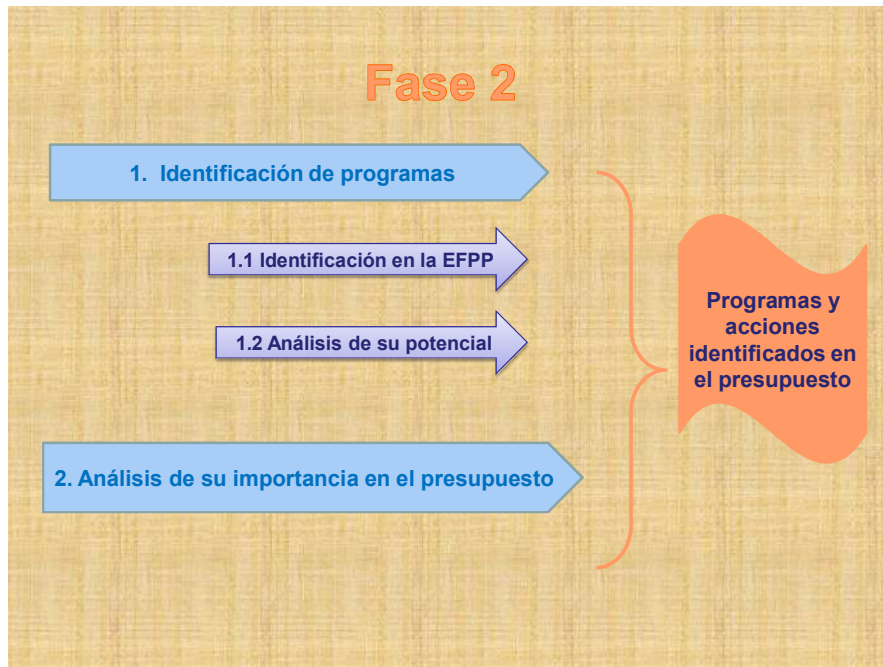 Fase 2
1. Identificación de programas
1.1 Identificación en la EFPP
1.2 Análisis de su potencial
2. Análisis de su importancia en el presupuesto
Programas y
acciones
identificados en
el presupuesto